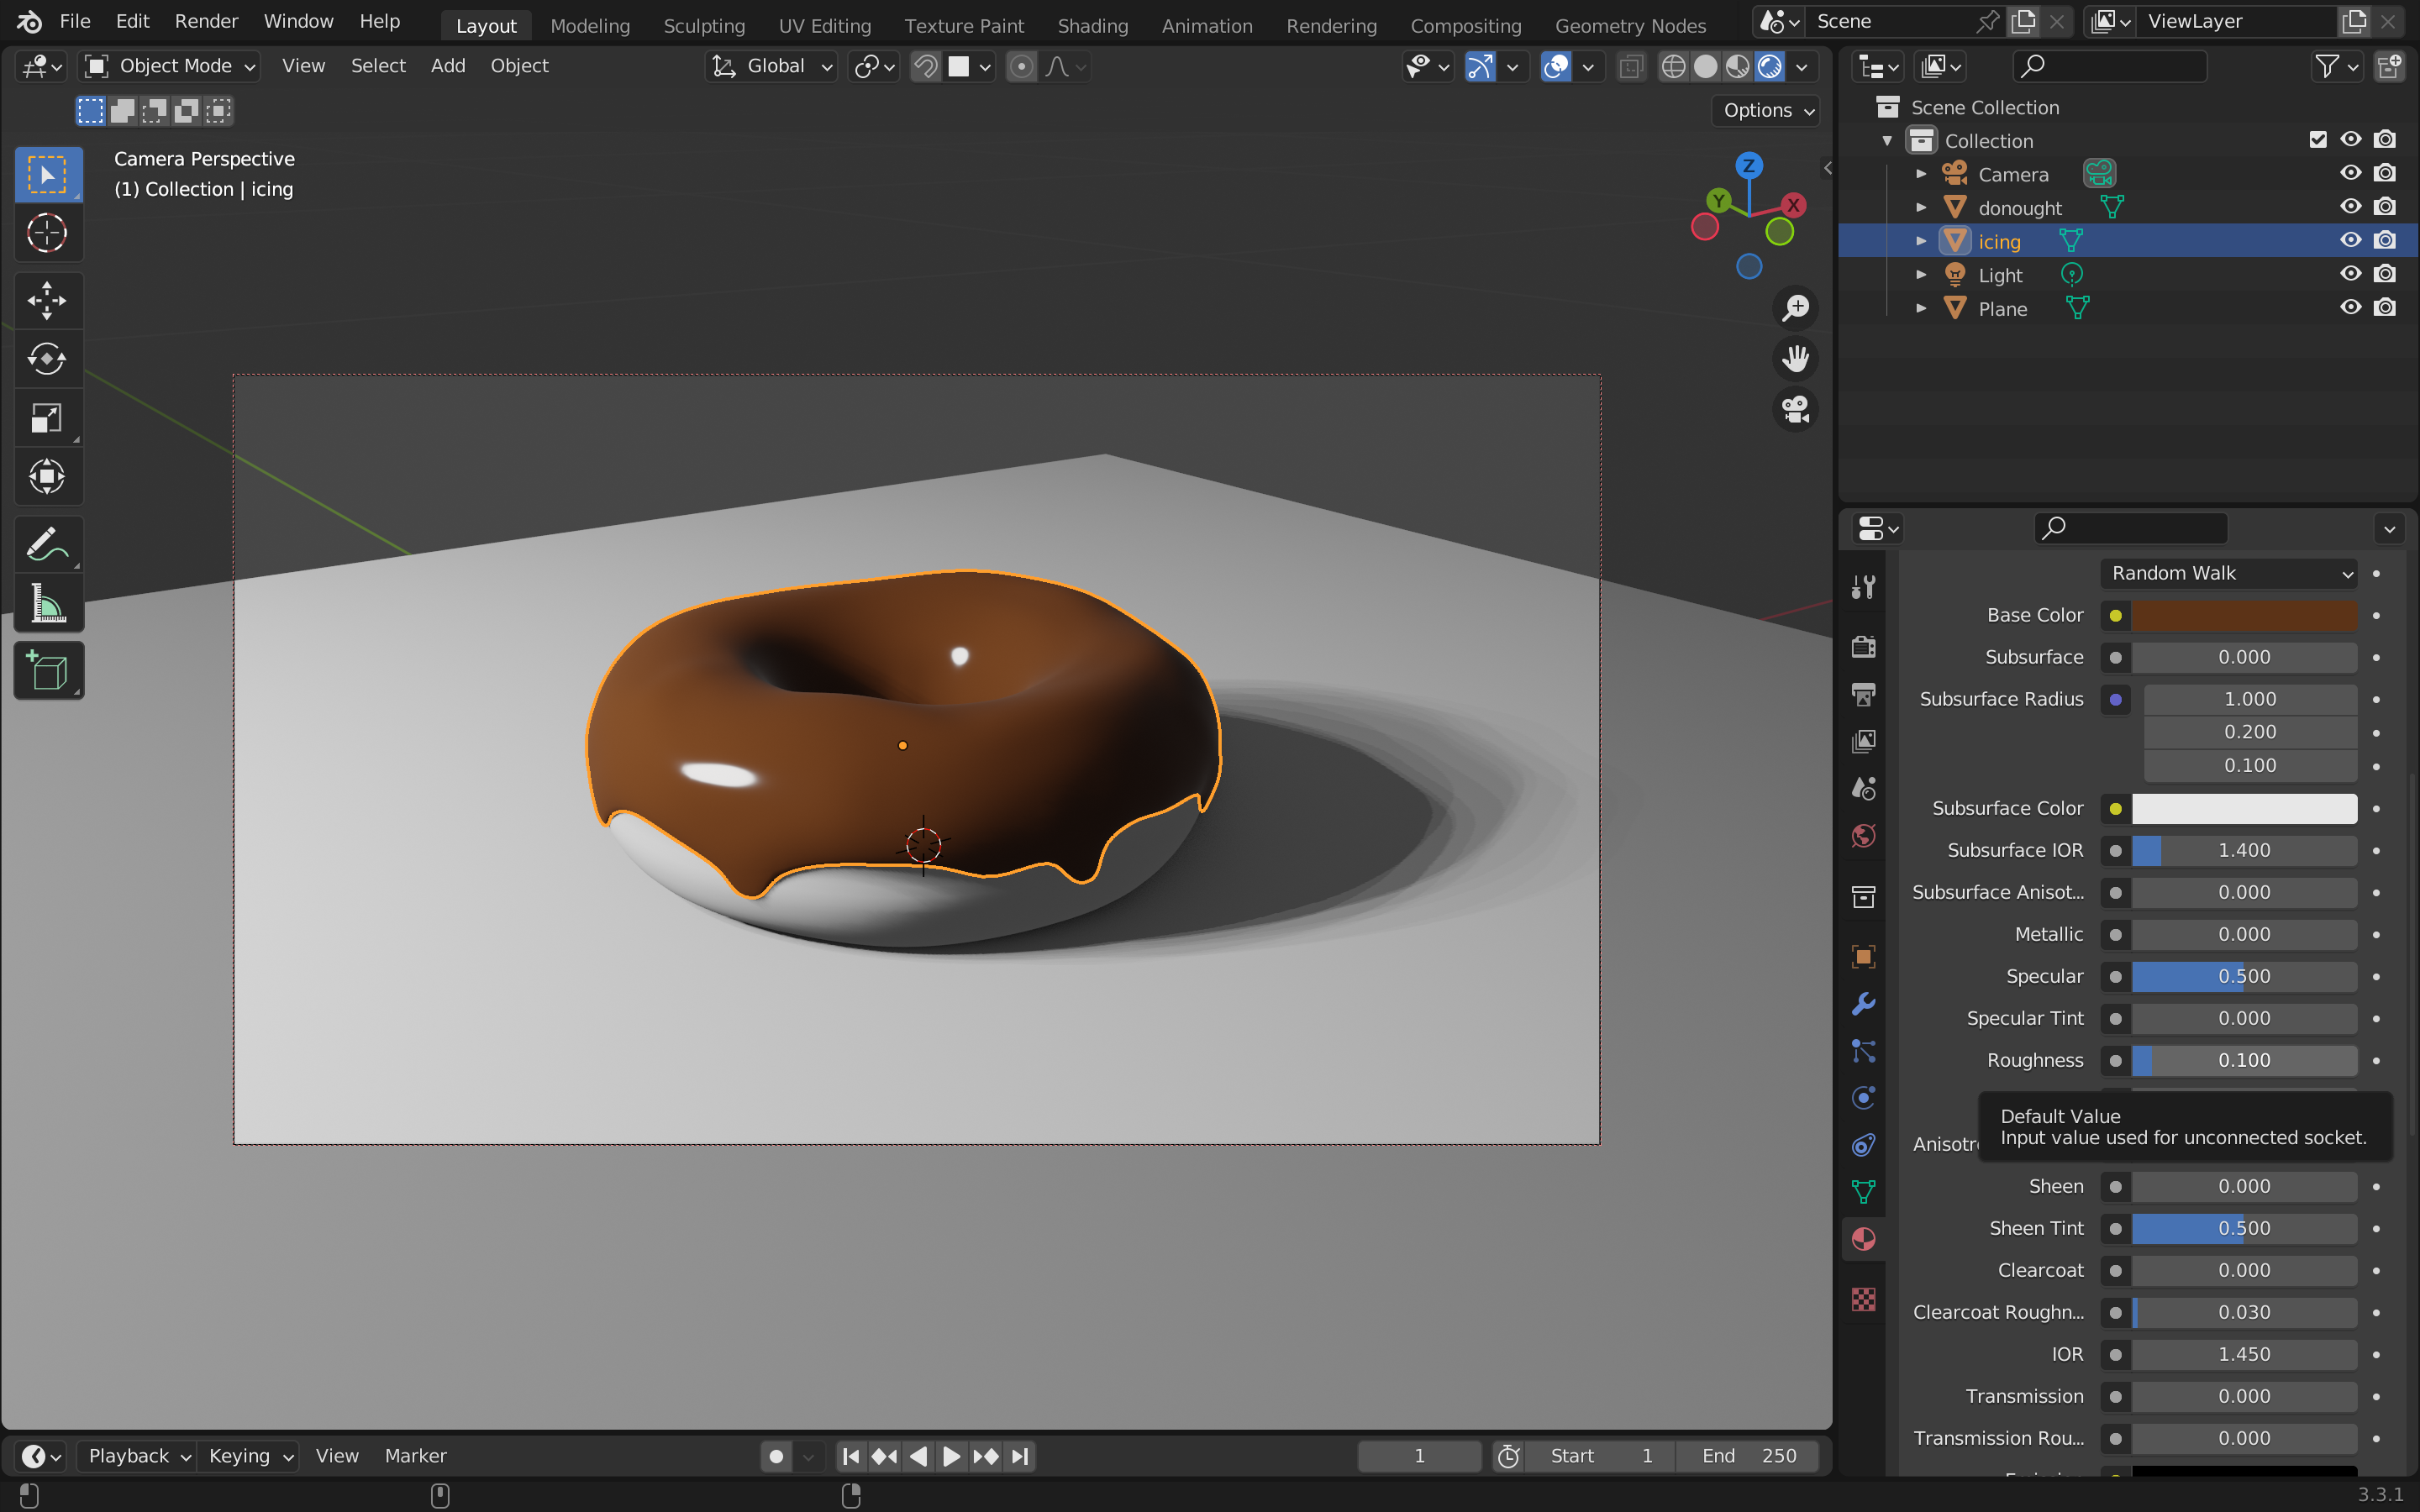 File Edit Render Window Help Layout Modeling Sculpting UV Editing Texture Paint Shading Animation Rendering Compositing Geometry Nodes Scene ViewLayer
Object Mode View Select Add Object Global
Options
Camera Perspective
(1) Collection | icing
Z
Y X
Scene Collection
Collection
Camera
donought
icing
Light
Plane
Random Walk
Base Color
Subsurface 0.000
Subsurface Radius 1.000
0.200
0.100
Subsurface Color
Subsurface IOR 1.400
Subsurface Anisot... 0.000
Metallic 0.000
Specular 0.500
Specular Tint 0.000
Roughness 0.100
Default Value
Input value used for unconnected socket.
Sheen 0.000
Sheen Tint 0.500
Clearcoat 0.000
Clearcoat Roughn... 0.030
IOR 1.450
Transmission 0.000
Transmission Rou... 0.000
Playback Keying View Marker 1 Start 1 End 250
3.3.1